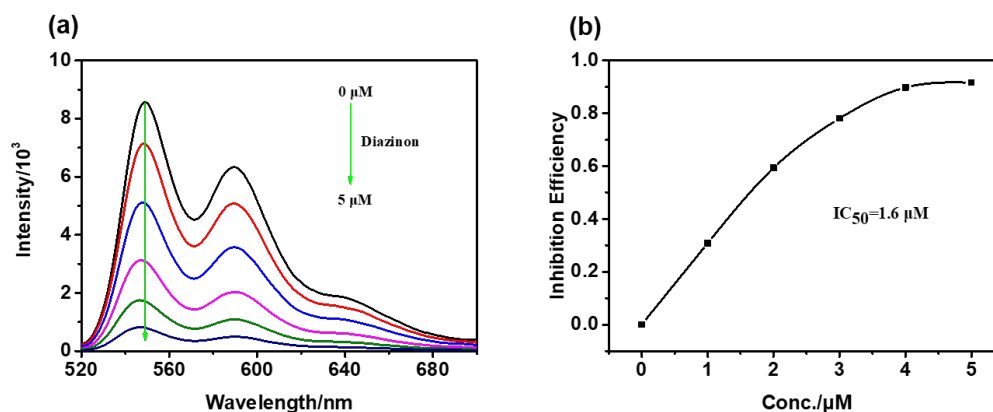 (a)
10
8
6
4
2
0
520
560
600
640
680
Intensity/10³
Wavelength/nm
0 µM
Diazinon
5 µM
(b)
1.0
0.8
0.6
0.4
0.2
0.0
0
1
2
3
4
5
Inhibition Efficiency
Conc./µM
IC50=1.6 µM